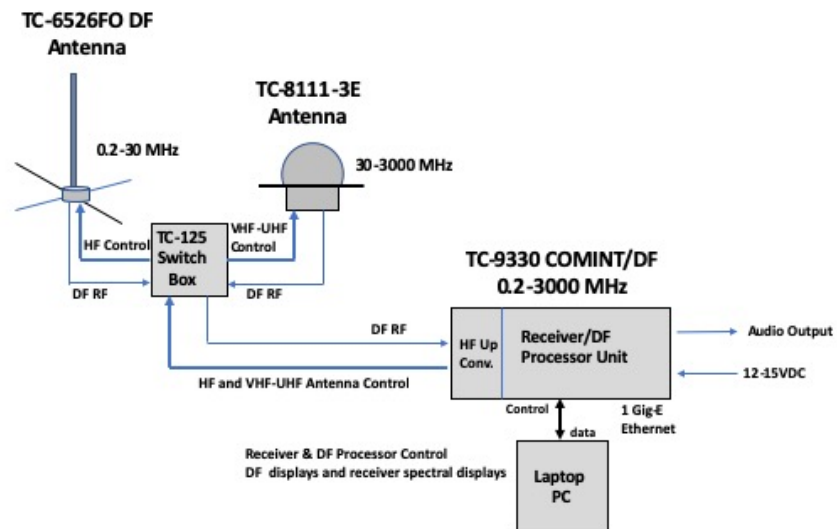 TC-6526FO DF
Antenna
TC-8111-3E
Antenna
0.2-30 MHz
30-3000 MHz
HF Control
TC-125
Switch
Box
VHF-UHF
Control
DF RF
DF RF
TC-9330 COMINT/DF
0.2-3000 MHz
DF RF
HF Up
Conv.
Receiver/DF
Processor Unit
Audio Output
12-15VDC
HF and VHF-UHF Antenna Control
Control
data
1 Gig-E
Ethernet
Receiver & DF Processor Control
DF displays and receiver spectral displays
Laptop
PC